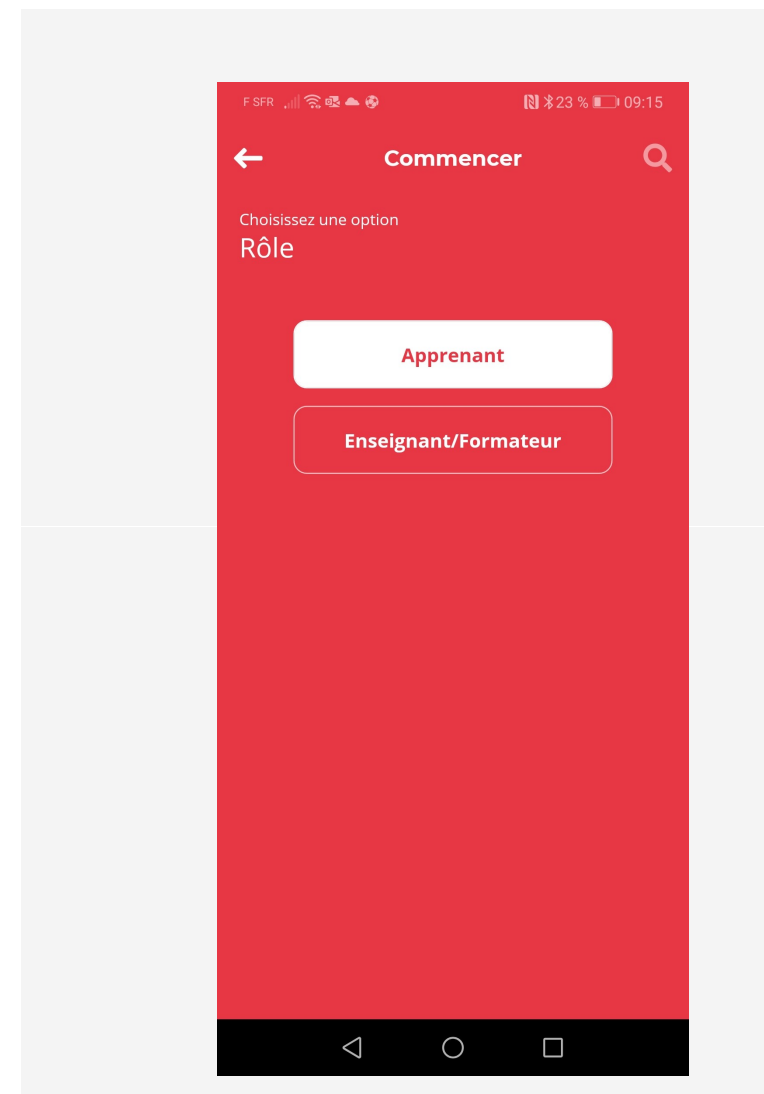 F SFR 23 % 09:15
Commencer
Choisissez une option
Rôle
Apprenant
Enseignant/Formateur